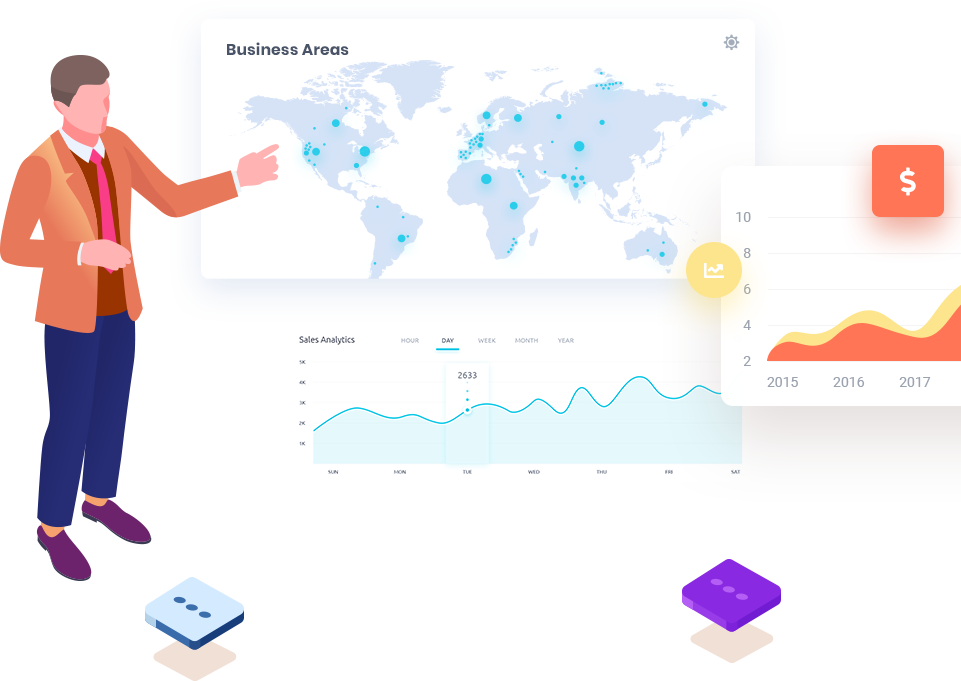 Business Areas
$
10
8
6
4
2
2015 2016 2017
Sales Analytics HOUR DAY WEEK MONTH YEAR
5K
4K
3K
2K
1K
2633
SUN MON TUE WED THU FRI SAT